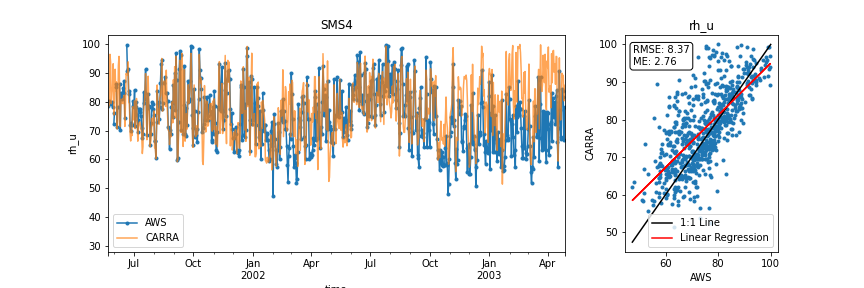 SMS4
rh_u
100
90
80
70
60
50
40
30
rh_u
AWS
CARRA
Jul
Oct
Jan
2002
Apr
Jul
Oct
Jan
2003
Apr
time
rh_u
RMSE: 8.37
ME: 2.76
100
90
80
70
60
50
CARRA
1:1 Line
Linear Regression
60
80
100
AWS